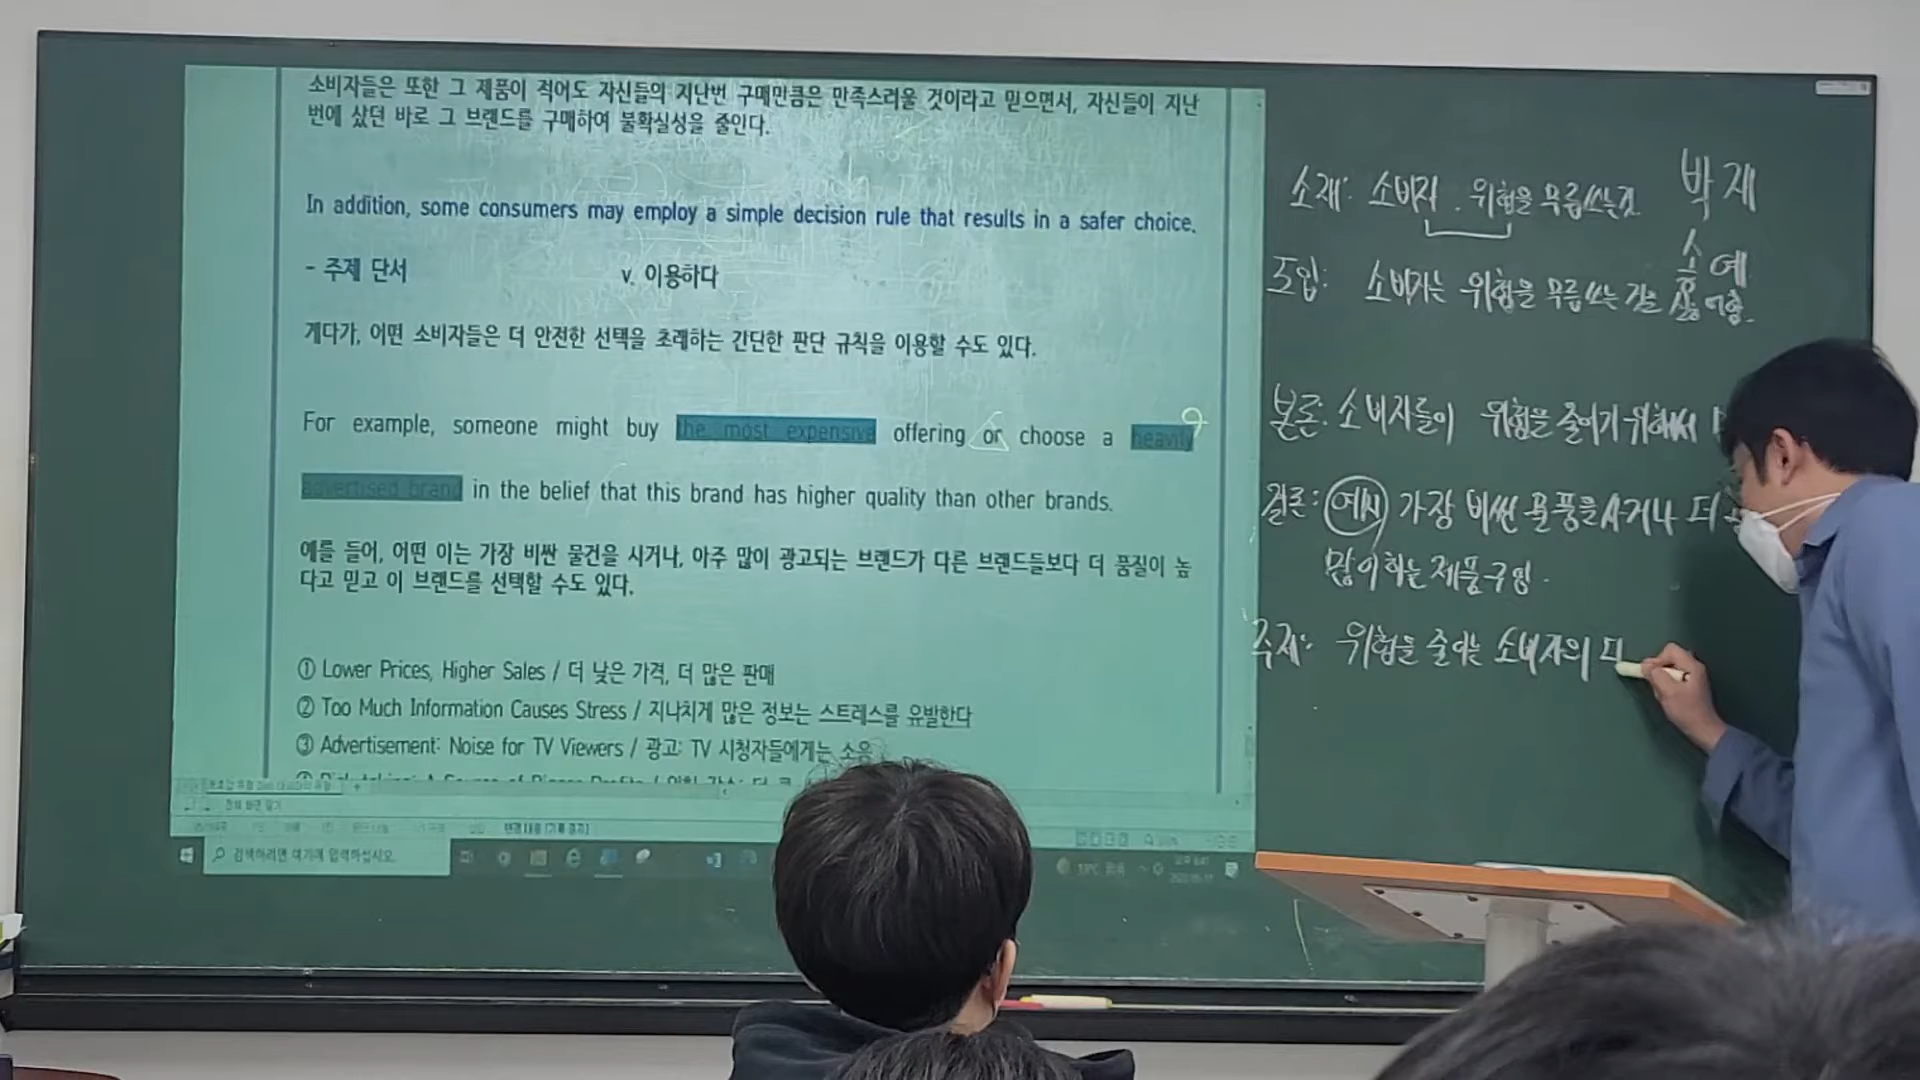 소비자들은 또한 그 제품이 적어도 자신들의 지난번 구매만큼은 만족스러울 것이라고 믿으면서, 자신들이 지난
번에 샀던 바로 그 브랜드를 구매하여 불확실성을 줄인다.
In addition, some consumers may employ a simple decision rule that results in a safer choice.
- 주제 단서 v. 이용하다
게다가, 어떤 소비자들은 더 안전한 선택을 초래하는 간단한 판단 규칙을 이용할 수도 있다.
For example, someone might buy the most expensive offering or choose a heavily
advertised brand in the belief that this brand has higher quality than other brands.
예를 들어, 어떤 이는 가장 비싼 물건을 사거나, 아주 많이 광고되는 브랜드가 다른 브랜드들보다 더 품질이 높
다고 믿고 이 브랜드를 선택할 수도 있다.
① Lower Prices, Higher Sales / 더 낮은 가격, 더 많은 판매
② Too Much Information Causes Stress / 지나치게 많은 정보는 스트레스를 유발한다
③ Advertisement: Noise for TV Viewers / 광고: TV 시청자들에게는 소음
검색하려면 여기에 입력하십시오.
박제
소예
소재: 소비자. 위험을 무릅쓰는것
도입: 소비자는 위험을 무릅쓰는 것을 싫어함.
본론: 소비자들이 위험을 줄이기 위해서
결론: 예시 가장 비싼 물품을 사거나
많이 하는 제품구입.
주제: 위험을 줄이는 소비자의